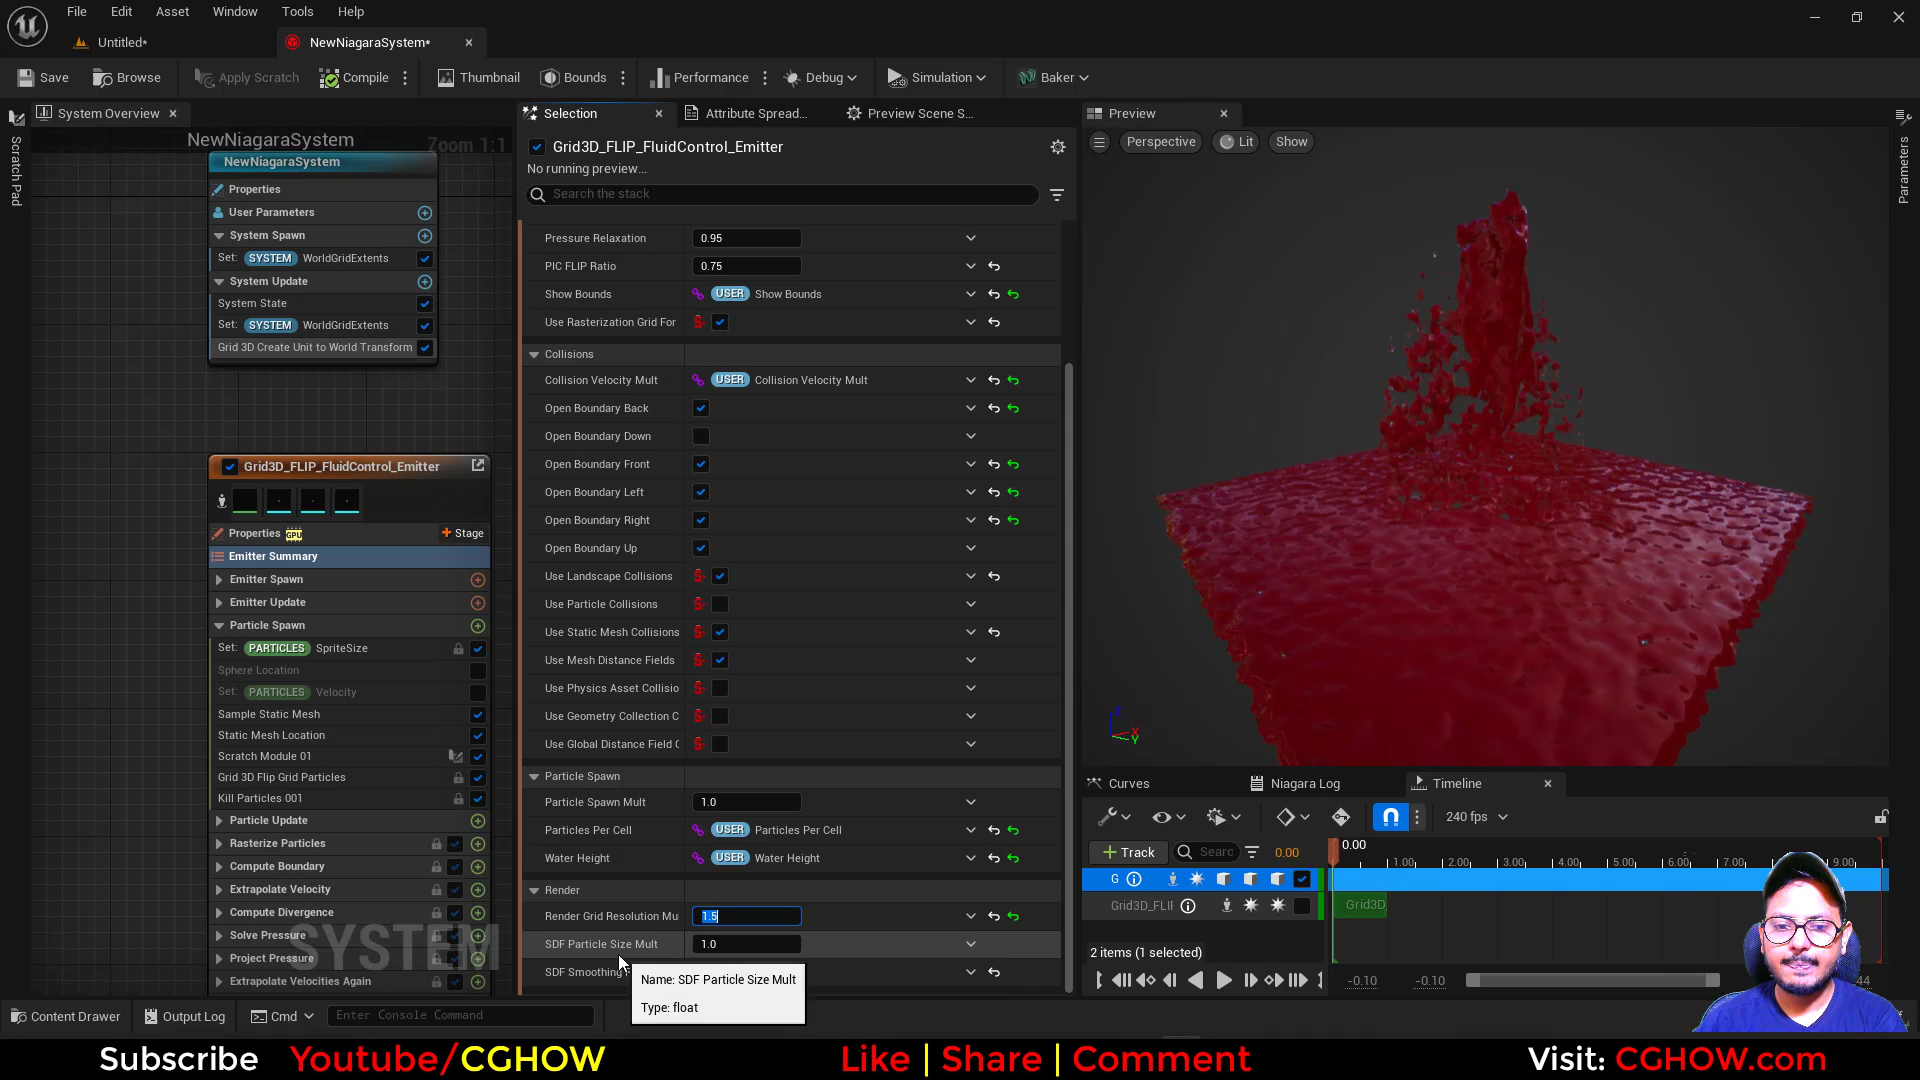 File Edit Asset Window Tools Help
Untitled*
NewNiagaraSystem*
Save Browse Apply Scratch Compile Thumbnail Bounds Performance Debug Simulation Baker
Scratch Pad
System Overview
NewNiagaraSystem
Zoom 1:1
NewNiagaraSystem
Properties
User Parameters
System Spawn
Set: SYSTEM WorldGridExtents
System Update
System State
Set: SYSTEM WorldGridExtents
Grid 3D Create Unit to World Transform
Grid3D_FLIP_FluidControl_Emitter
Properties GPU Stage
Emitter Summary
Emitter Spawn
Emitter Update
Particle Spawn
Set: PARTICLES SpriteSize
Sphere Location
Set: PARTICLES Velocity
Sample Static Mesh
Static Mesh Location
Scratch Module 01
Grid 3D Flip Grid Particles
Kill Particles 001
Particle Update
Rasterize Particles
Compute Boundary
Extrapolate Velocity
Compute Divergence
Solve Pressure
Project Pressure
Extrapolate Velocities Again
SYSTEM
Selection Attribute Spread... Preview Scene S...
Grid3D_FLIP_FluidControl_Emitter
No running preview...
Search the stack
Pressure Relaxation 0.95
PIC FLIP Ratio 0.75
Show Bounds USER Show Bounds
Use Rasterization Grid For
Collisions
Collision Velocity Mult USER Collision Velocity Mult
Open Boundary Back
Open Boundary Down
Open Boundary Front
Open Boundary Left
Open Boundary Right
Open Boundary Up
Use Landscape Collisions
Use Particle Collisions
Use Static Mesh Collisions
Use Mesh Distance Fields
Use Physics Asset Collisio
Use Geometry Collection C
Use Global Distance Field C
Particle Spawn
Particle Spawn Mult 1.0
Particles Per Cell USER Particles Per Cell
Water Height USER Water Height
Render
Render Grid Resolution Mul 1.5
SDF Particle Size Mult 1.0
SDF Smoothing
Name: SDF Particle Size Mult
Type: float
Preview
Perspective Lit Show
Parameters
Z X Y
Curves Niagara Log Timeline
240 fps
Track Searc 0.00
0.00
1.00 2.00 3.00 4.00 5.00 6.00 7.00 9.00
G
Grid3D_FLI Grid3D
2 items (1 selected)
-0.10 -0.10 44
Content Drawer Output Log Cmd Enter Console Command
Subscribe Youtube/CGHOW Like | Share | Comment Visit: CGHOW.com